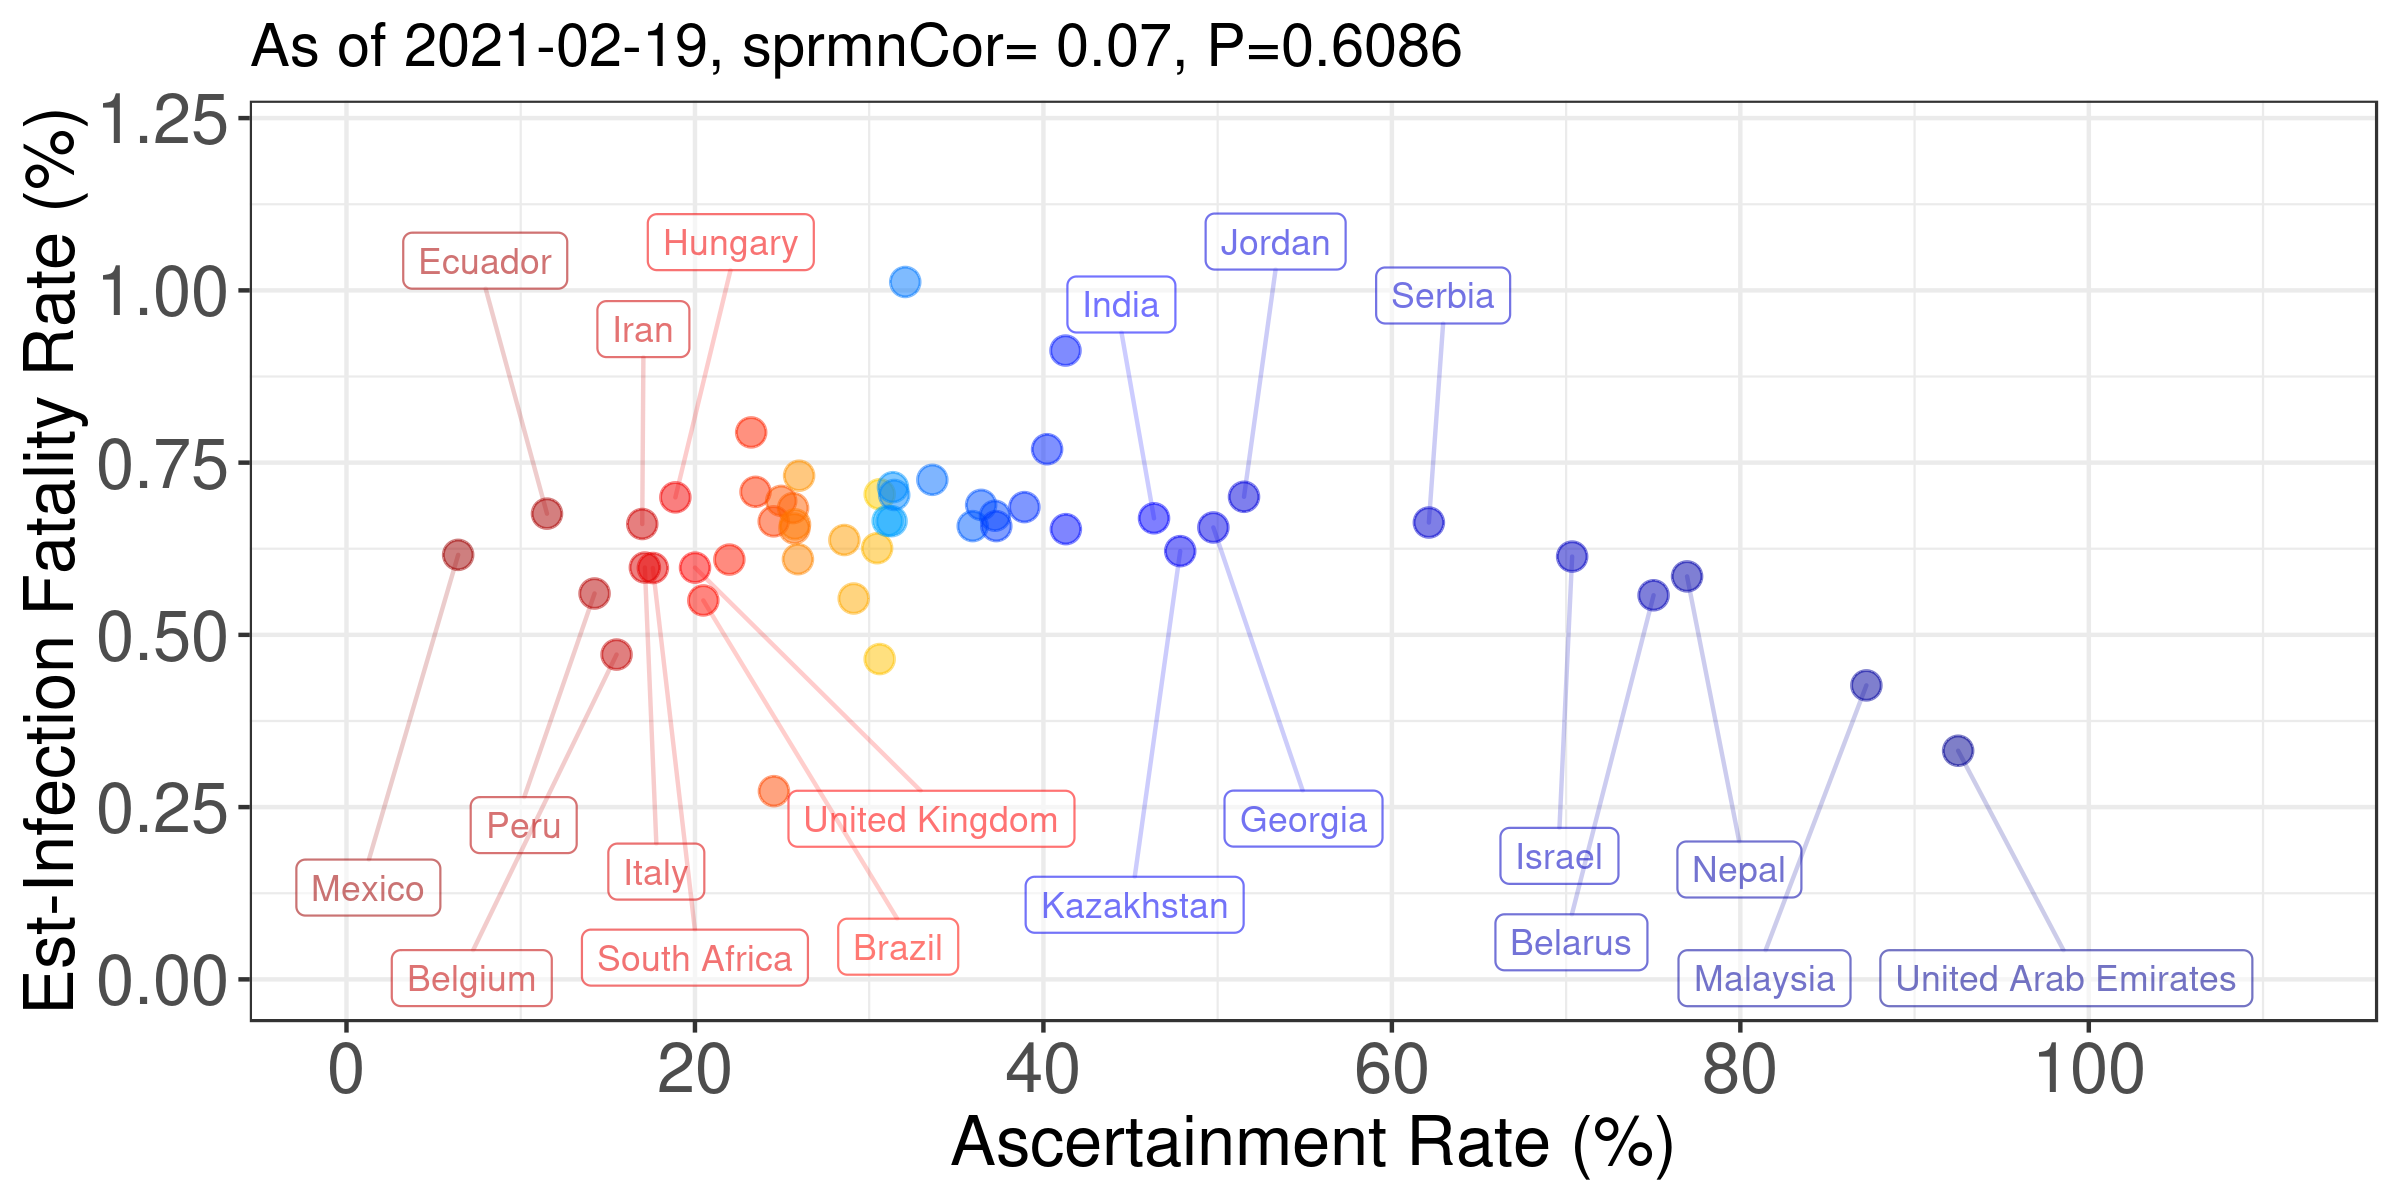 As of 2021-02-19, sprmnCor= 0.07, P=0.6086
Est-Infection Fatality Rate (%)
1.25
1.00
0.75
0.50
0.25
0.00
Hungary
Jordan
Ecuador
Serbia
India
Iran
United Kingdom
Georgia
Peru
Israel
Nepal
Italy
Mexico
Kazakhstan
Belarus
Brazil
South Africa
Belgium
Malaysia
United Arab Emirates
0
20
40
60
80
100
Ascertainment Rate (%)